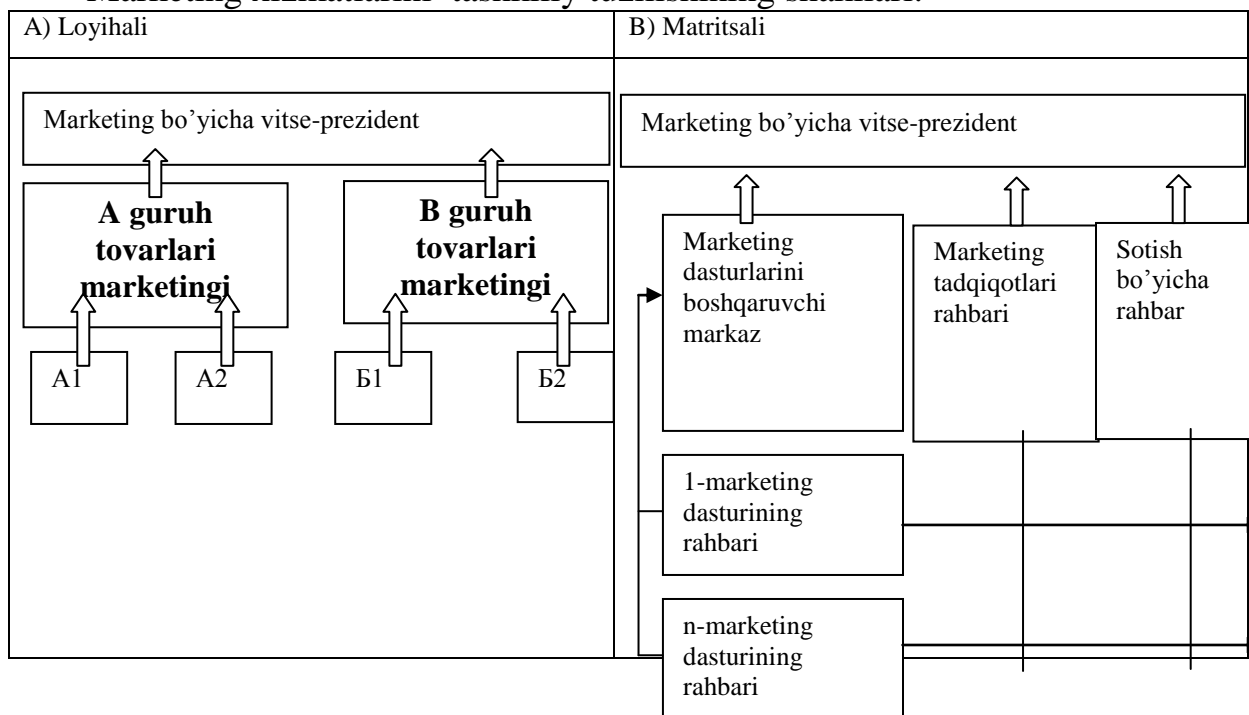 Marketing xizmatlarini tashkiliy tuzilishining shakllari.
A) Loyihali
B) Matritsali
Marketing bo’yicha vitse-prezident
A guruh
tovarlari
marketingi
B guruh
tovarlari
marketingi
А1
А2
Б1
Б2
Marketing bo’yicha vitse-prezident
Marketing
dasturlarini
boshqaruvchi
markaz
Marketing
tadqiqotlari
rahbari
Sotish
bo’yicha
rahbar
1-marketing
dasturining
rahbari
n-marketing
dasturining
rahbari